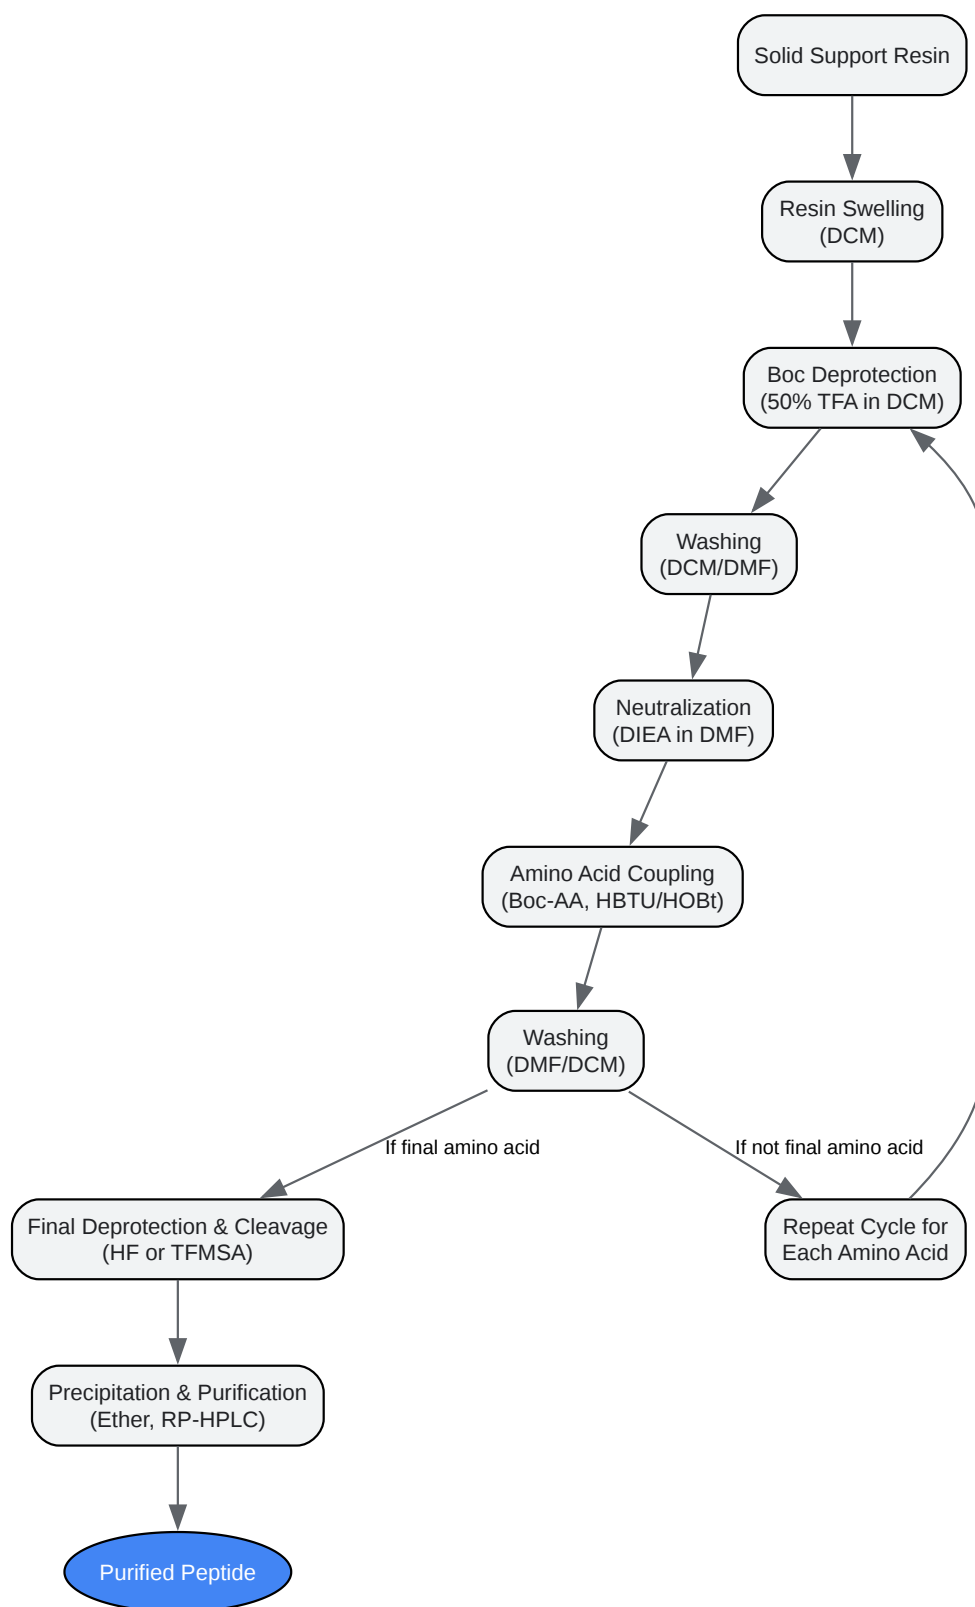 Solid Support Resin
Resin Swelling
(DCM)
Boc Deprotection
(50% TFA in DCM)
Washing
(DCM/DMF)
Neutralization
(DIEA in DMF)
Amino Acid Coupling
(Boc-AA, HBTU/HOBt)
Washing
(DMF/DCM)
If final amino acid
If not final amino acid
Final Deprotection & Cleavage
(HF or TFMSA)
Repeat Cycle for
Each Amino Acid
Precipitation & Purification
(Ether, RP-HPLC)
Purified Peptide